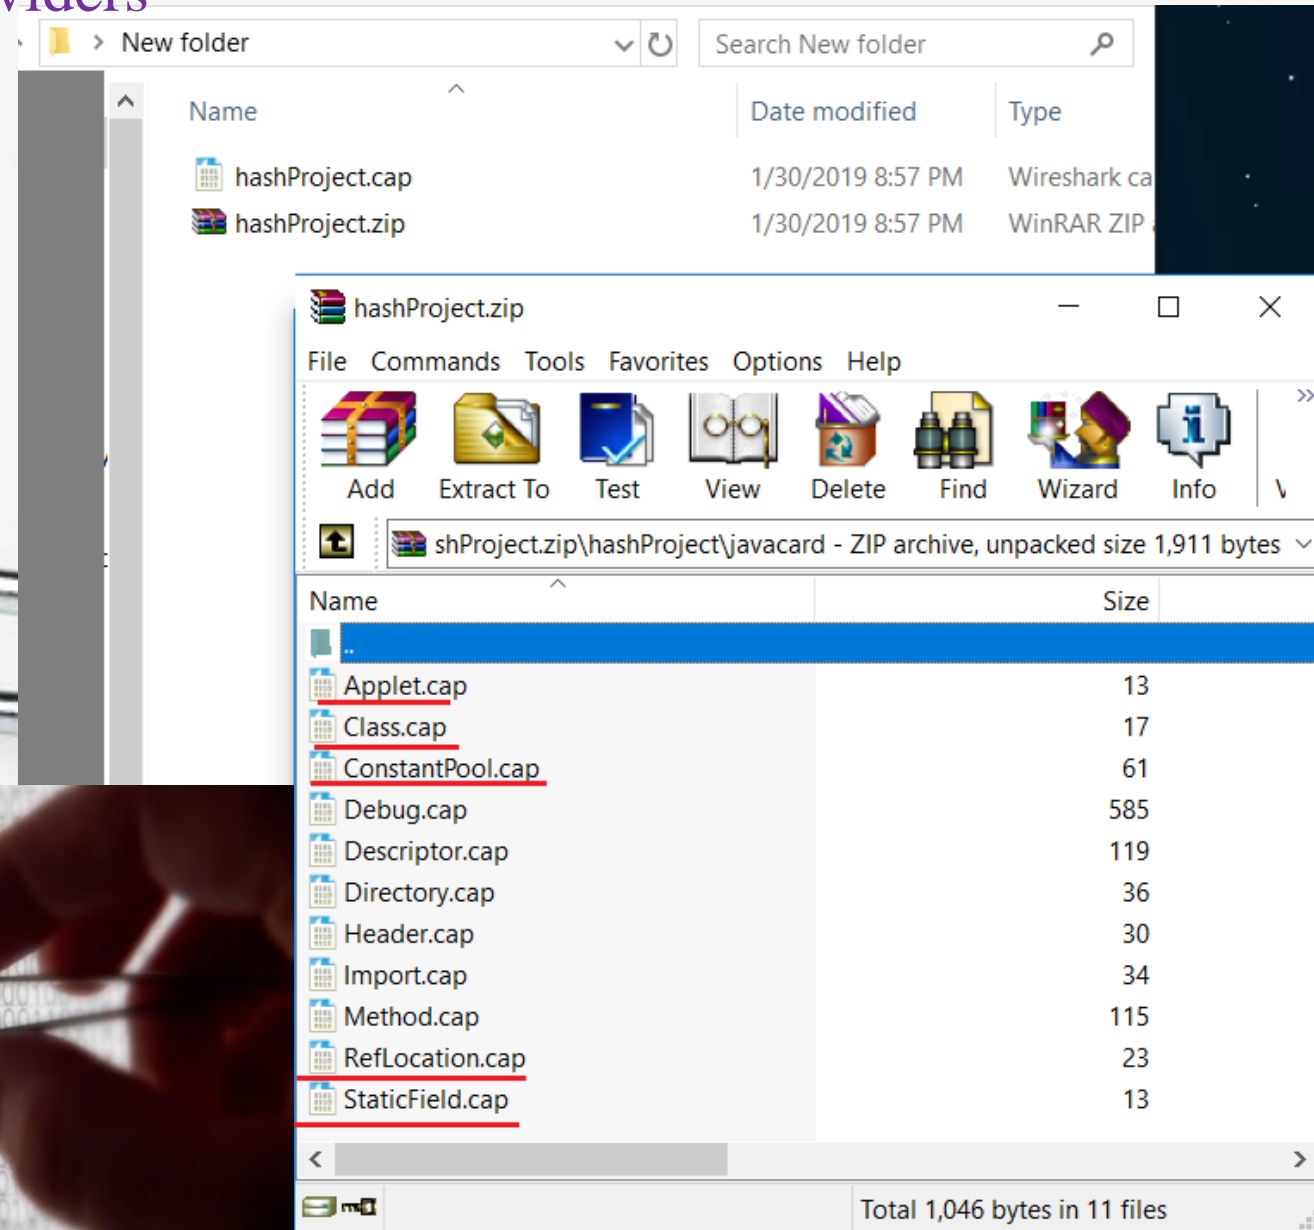 New folder
Search New folder
Name Date modified Type
hashProject.cap 1/30/2019 8:57 PM Wireshark ca
hashProject.zip 1/30/2019 8:57 PM WinRAR ZIP
hashProject.zip
File Commands Tools Favorites Options Help
Add Extract To Test View Delete Find Wizard Info
shProject.zip\hashProject\javacard - ZIP archive, unpacked size 1,911 bytes
Name Size
..
Applet.cap 13
Class.cap 17
ConstantPool.cap 61
Debug.cap 585
Descriptor.cap 119
Directory.cap 36
Header.cap 30
Import.cap 34
Method.cap 115
RefLocation.cap 23
StaticField.cap 13
Total 1,046 bytes in 11 files